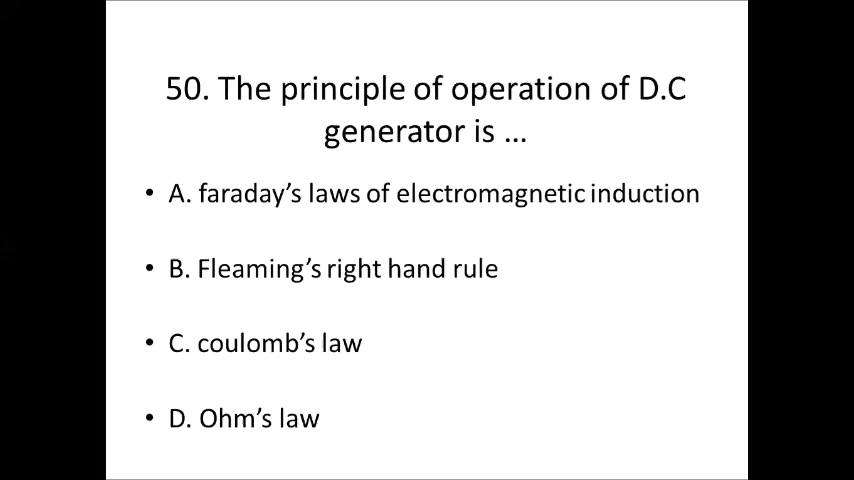 50. The principle of operation of D.C
generator is …
• A. faraday’s laws of electromagnetic induction
• B. Fleaming’s right hand rule
• C. coulomb’s law
• D. Ohm’s law